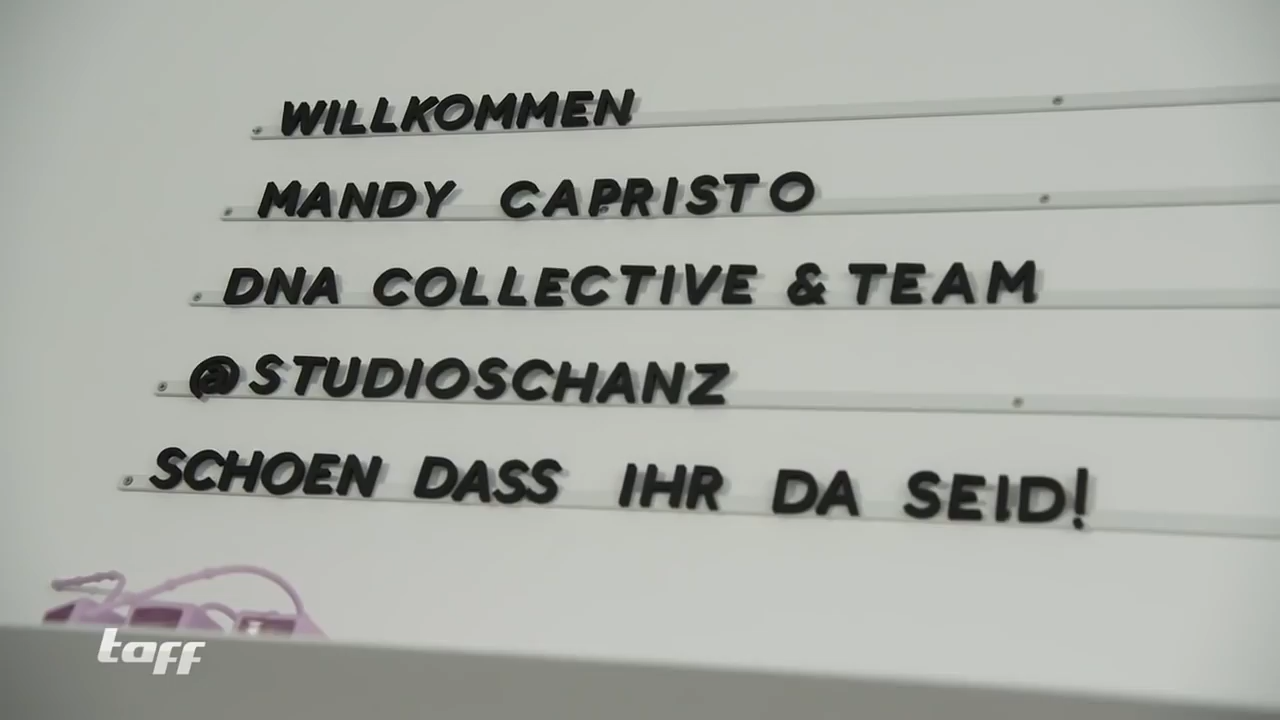 WILLKOMMEN
MANDY CAPRISTO
DNA COLLECTIVE & TEAM
@STUDIOSCHANZ
SCHOEN DASS IHR DA SEID!
taff